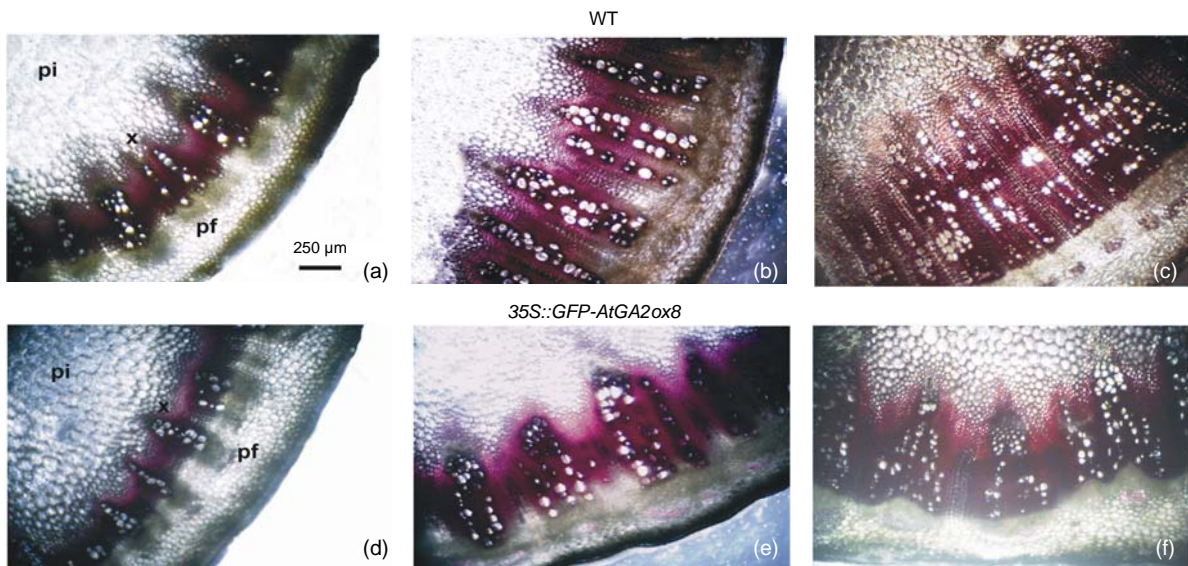 WT
pi
x
pf
250 µm
(a)
(b)
(c)
35S::GFP-AtGA2ox8
pi
x
pf
(d)
(e)
(f)